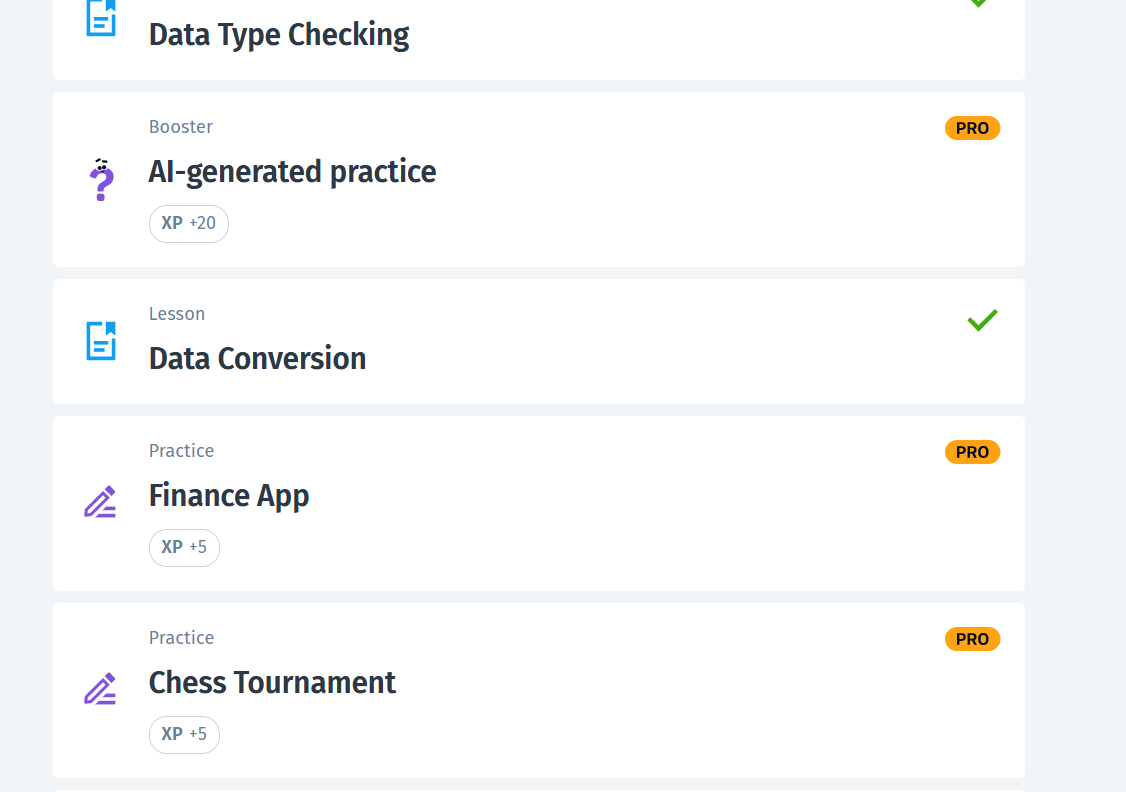 Data Type Checking
Booster
PRO
AI-generated practice
XP +20
Lesson
Data Conversion
Practice
PRO
Finance App
XP +5
Practice
PRO
Chess Tournament
XP +5